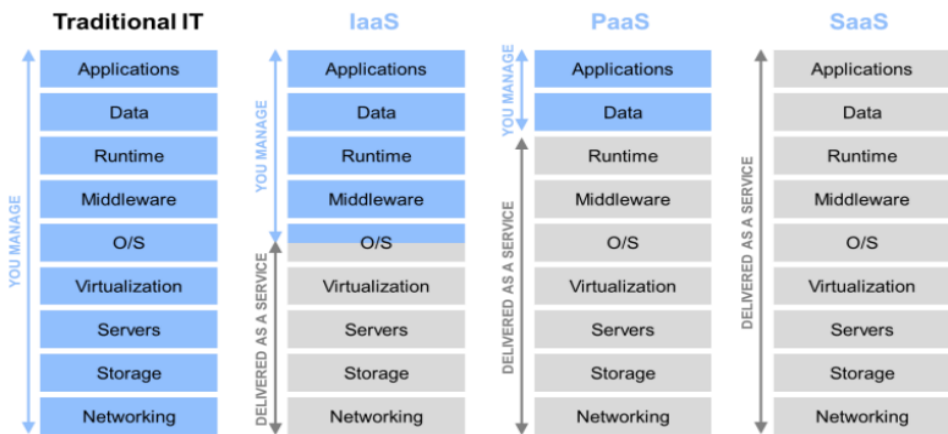 Traditional IT
IaaS
PaaS
SaaS
YOU MANAGE
Applications
Data
Runtime
Middleware
O/S
Virtualization
Servers
Storage
Networking
YOU MANAGE
DELIVERED AS A SERVICE
Applications
Data
Runtime
Middleware
O/S
Virtualization
Servers
Storage
Networking
YOU MANAGE
DELIVERED AS A SERVICE
Applications
Data
Runtime
Middleware
O/S
Virtualization
Servers
Storage
Networking
DELIVERED AS A SERVICE
Applications
Data
Runtime
Middleware
O/S
Virtualization
Servers
Storage
Networking